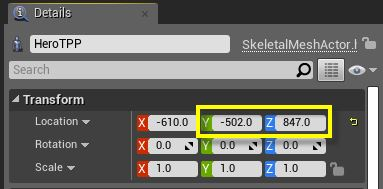 Details
HeroTPP SkeletalMeshActor.h
Search
Transform
Location X -610.0 Y -502.0 Z 847.0
Rotation X 0.0 Y 0.0 Z 0.0
Scale X 1.0 Y 1.0 Z 1.0